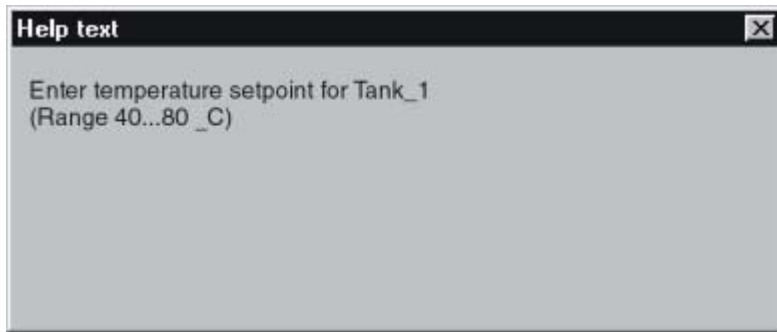 Help text
Enter temperature setpoint for Tank_1
(Range 40...80 _C)